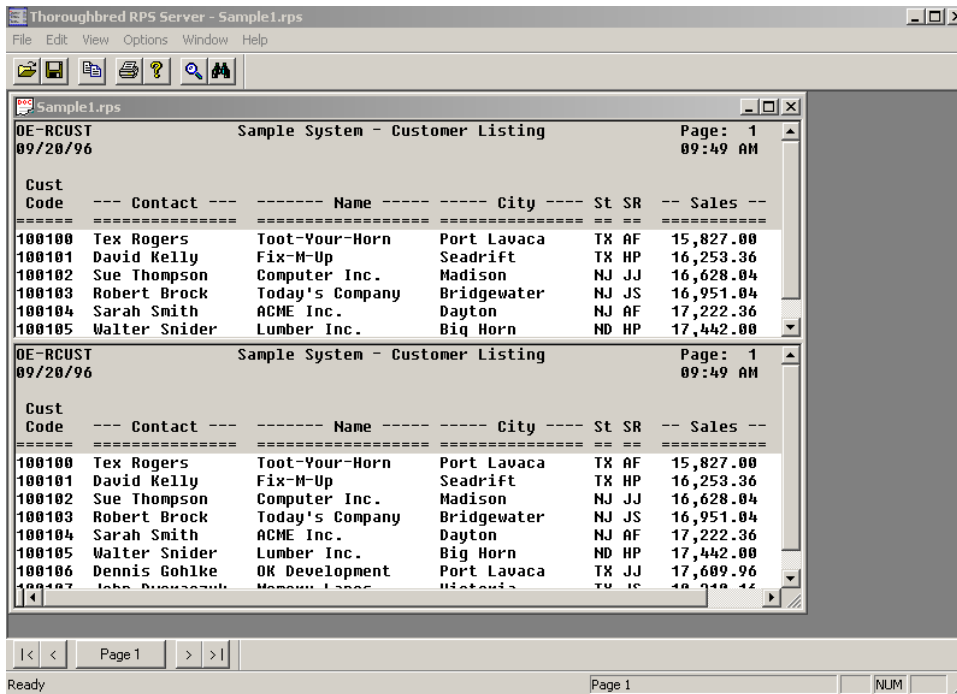 Thoroughbred RPS Server - Sample1.rps
File Edit View Options Window Help
Sample1.rps
OE-RCUST Sample System - Customer Listing Page: 1
09/20/96 09:49 AM
Cust
Code --- Contact --- ------- Name ----- ----- City ---- St SR -- Sales --
====== =============== ================== =============== == == ===========
100100 Tex Rogers Toot-Your-Horn Port Lavaca TX AF 15,827.00
100101 David Kelly Fix-M-Up Seadrift TX HP 16,253.36
100102 Sue Thompson Computer Inc. Madison NJ JJ 16,628.04
100103 Robert Brock Today's Company Bridgewater NJ JS 16,951.04
100104 Sarah Smith ACME Inc. Dayton NJ AF 17,222.36
100105 Walter Snider Lumber Inc. Big Horn ND HP 17,442.00
OE-RCUST Sample System - Customer Listing Page: 1
09/20/96 09:49 AM
Cust
Code --- Contact --- ------- Name ----- ----- City ---- St SR -- Sales --
====== =============== ================== =============== == == ===========
100100 Tex Rogers Toot-Your-Horn Port Lavaca TX AF 15,827.00
100101 David Kelly Fix-M-Up Seadrift TX HP 16,253.36
100102 Sue Thompson Computer Inc. Madison NJ JJ 16,628.04
100103 Robert Brock Today's Company Bridgewater NJ JS 16,951.04
100104 Sarah Smith ACME Inc. Dayton NJ AF 17,222.36
100105 Walter Snider Lumber Inc. Big Horn ND HP 17,442.00
100106 Dennis Gohlke OK Development Port Lavaca TX JJ 17,609.96
100107 John Memory Lanes Victoria TX JS
|< < Page 1 > >|
Ready Page 1 NUM